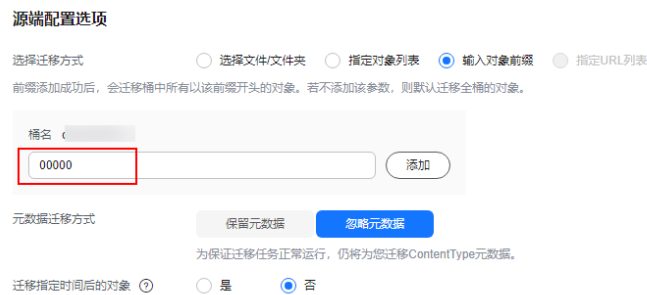 源端配置选项
选择迁移方式 选择文件/文件夹 指定对象列表 输入对象前缀 指定URL列表
前缀添加成功后，会迁移桶中所有以该前缀开头的对象。若不添加该参数，则默认迁移全桶的对象。
桶名
00000 添加
元数据迁移方式 保留元数据 忽略元数据
为保证迁移任务正常运行，仍将为您迁移ContentType元数据。
迁移指定时间后的对象 ? 是 否